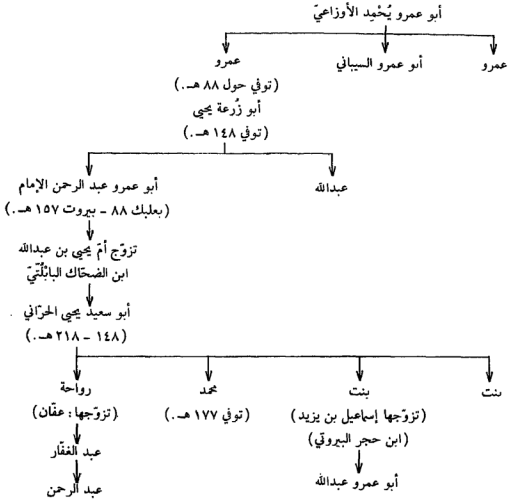 أبو عمرو يُحْمِد الأوزاعيّ
عمرو
أبو عمرو السيباني
عمرو
(توفي حول ٨٨ هـ.)
أبو زُرعة يحيى
(توفي ١٤٨ هـ.)
عبدالله
أبو عمرو عبد الرحمن الإمام
(بعلبك ٨٨ - بيروت ١٥٧ هـ.)
تزوّج أمّ يحيى بن عبدالله
ابن الضحّاك البابْلُتّيّ
أبو سعيد يحيى الحرّاني
(١٤٨ - ٢١٨ هـ.)
بنت
بنت
محمد
رواحة
(تزوّجها إسماعيل بن يزيد
(توفي ١٧٧ هـ.)
(تزوّجها: عفّان)
ابن حجر البيروتي)
عبد الغفّار
أبو عمرو عبدالله
عبد الرحمن